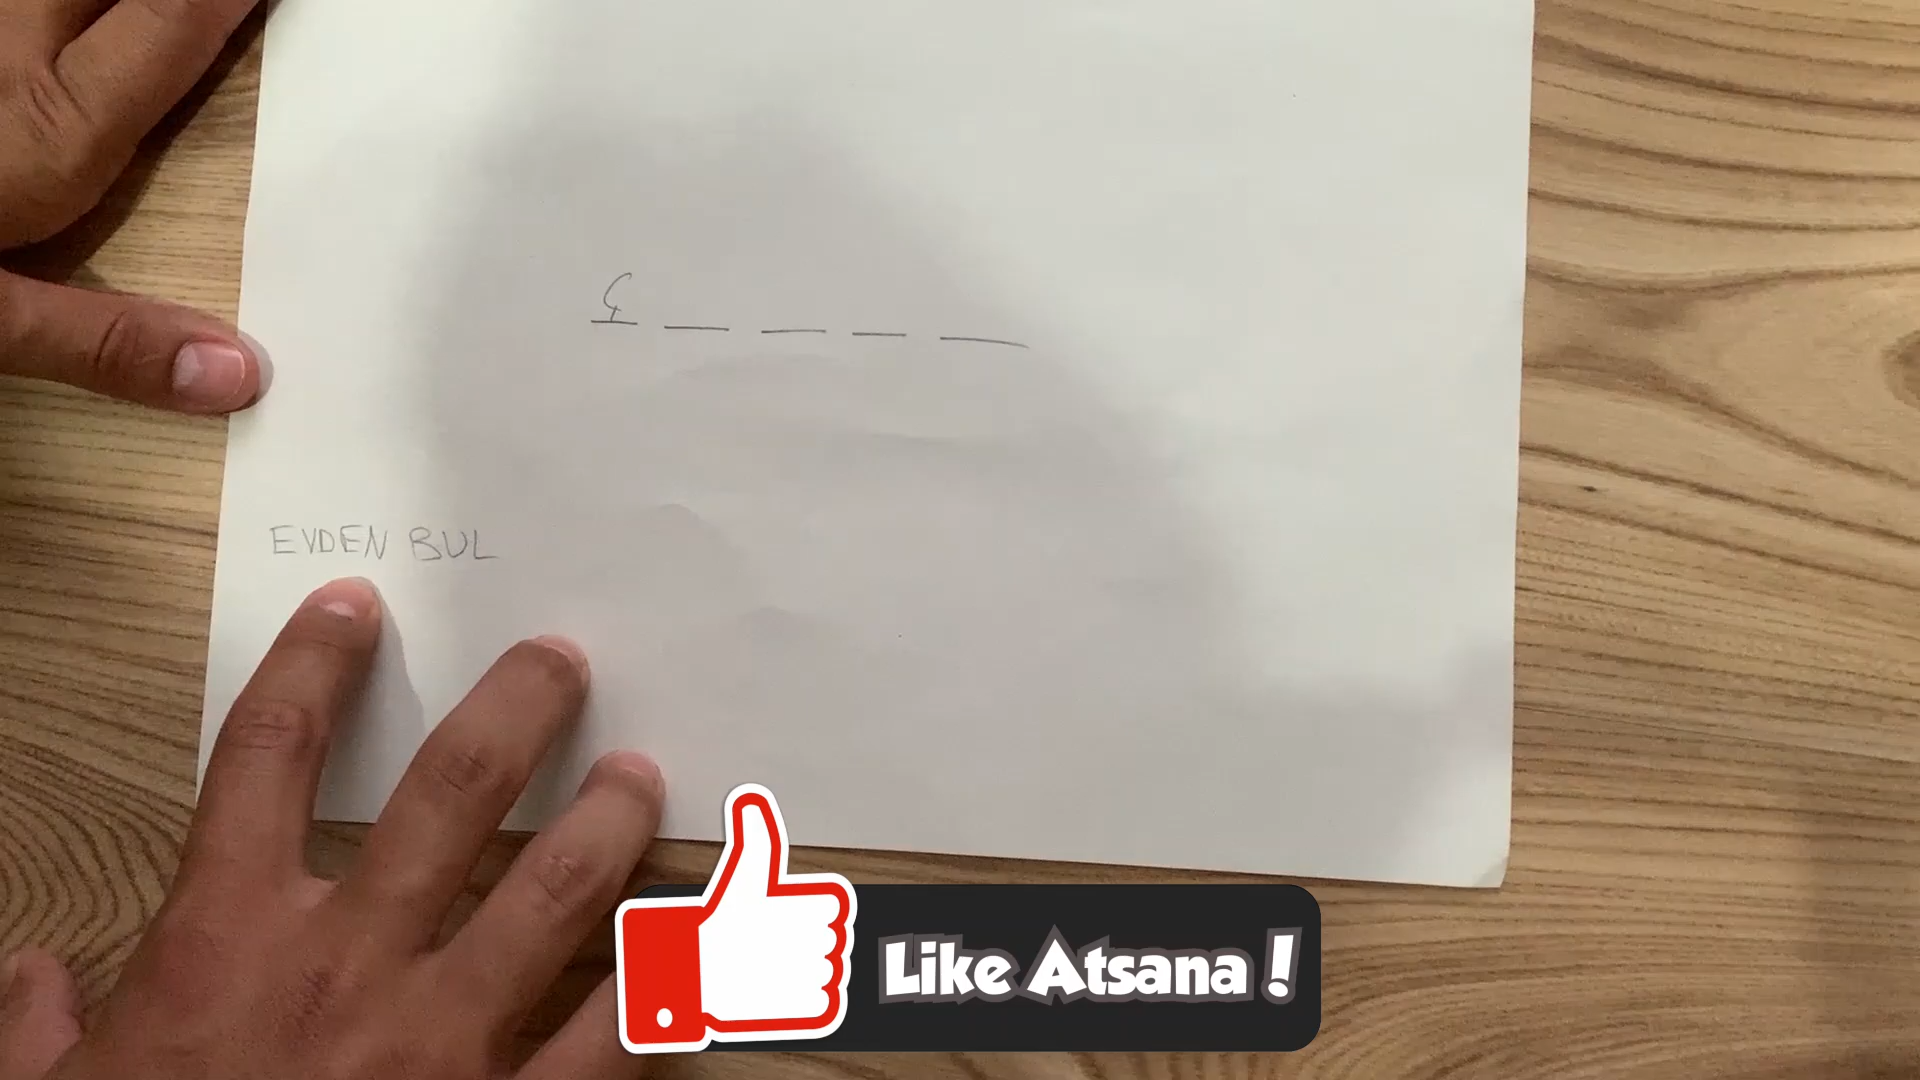 Ç _ _ _ _
EVDEN BUL
Like Atsana!